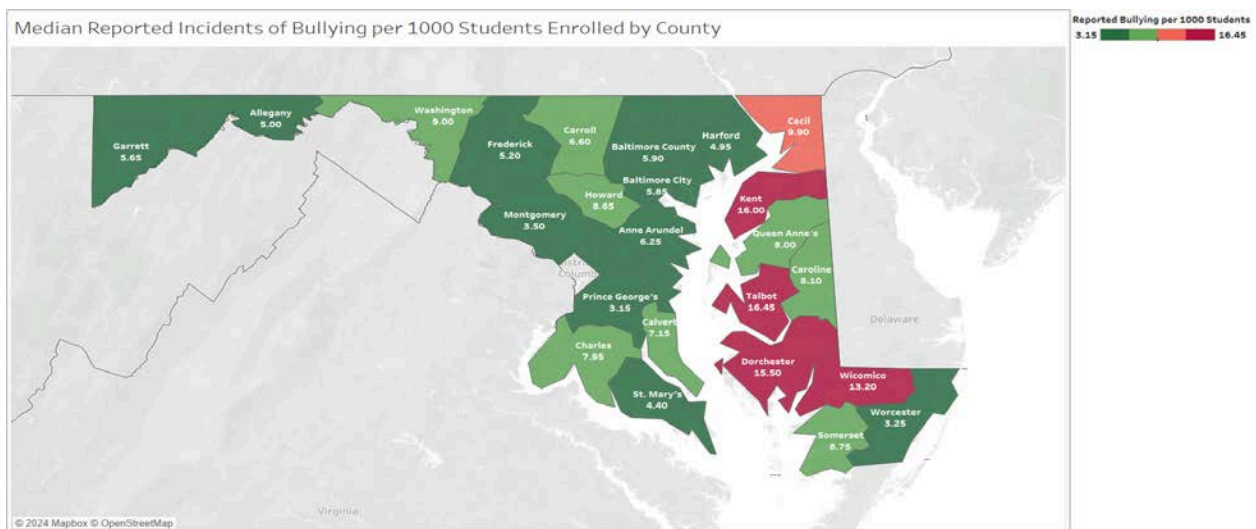 Median Reported Incidents of Bullying per 1000 Students Enrolled by County
Reported Bullying per 1000 Students
3.15 16.45
Garrett
5.65
Allegany
5.00
Washington
9.00
Frederick
5.20
Carroll
6.60
Baltimore County
5.90
Harford
4.95
Cecil
9.90
Baltimore City
5.85
Howard
8.65
Kent
16.00
Montgomery
3.50
Anne Arundel
6.25
Queen Anne's
8.00
Caroline
8.10
Prince George's
3.15
Talbot
16.45
Calvert
7.15
Charles
7.95
Delaware
Dorchester
15.50
Wicomico
13.20
St. Mary's
4.40
Worcester
3.25
Somerset
8.75
Virginia
© 2024 Mapbox © OpenStreetMap